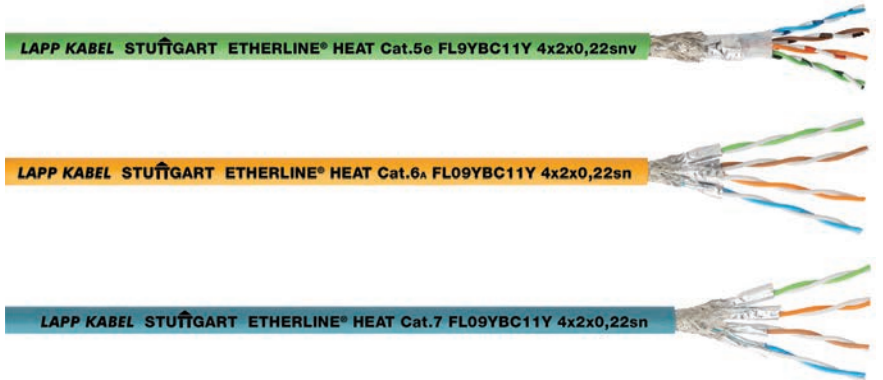 LAPP KABEL STUTTGART ETHERLINE® HEAT Cat.5e FL9YBC11Y 4x2x0,22snv
LAPP KABEL STUTTGART ETHERLINE® HEAT Cat.6A FL09YBC11Y 4x2x0,22sn
LAPP KABEL STUTTGART ETHERLINE® HEAT Cat.7 FL09YBC11Y 4x2x0,22sn